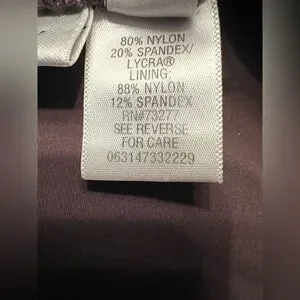 80% NYLON
20% SPANDEX/
LYCRA®
LINING:
88% NYLON
12% SPANDEX
RN#73277
SEE REVERSE
FOR CARE
063147332229